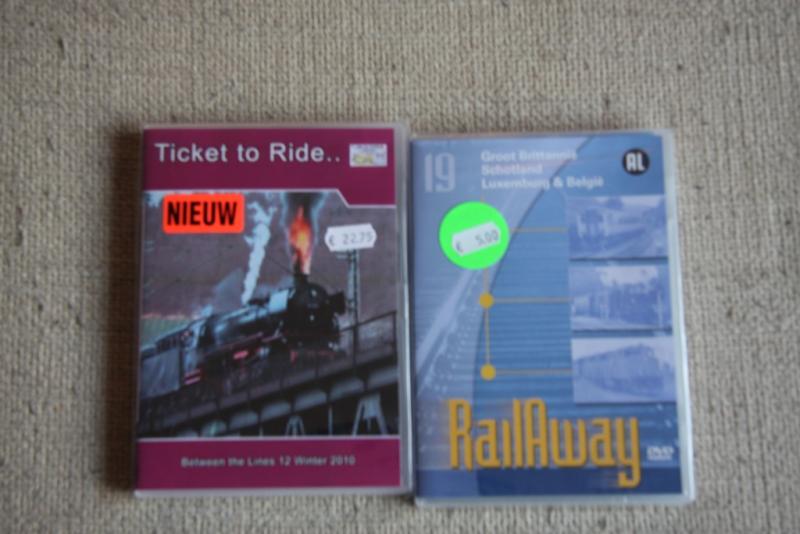 Ticket to Ride..
NIEUW
€ 22,75
Between the Lines 12 Winter 2010
19
Groot Brittannië
Schotland
Luxemburg & België
AL
€ 5,00
RailAway
DVD